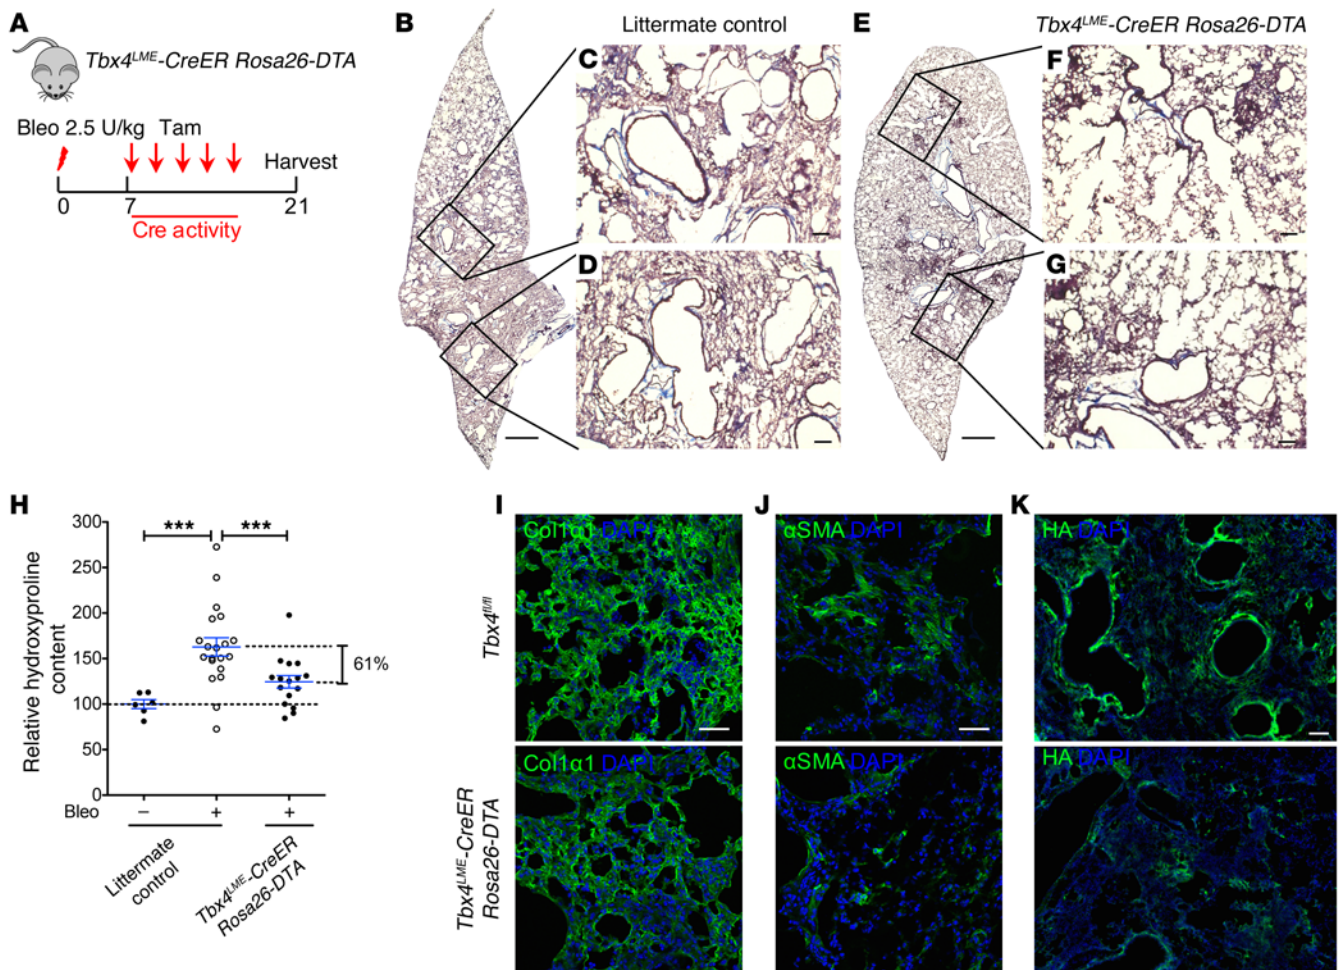 A
Tbx4LME-CreER Rosa26-DTA
Bleo 2.5 U/kg Tam
Harvest
0 7 21
Cre activity
B
Littermate control
C
D
E
Tbx4LME-CreER Rosa26-DTA
F
G
H
Relative hydroxyproline
content
300
250
200
150
100
50
0
*** ***
61%
Bleo − + +
Littermate
control
Tbx4LME-CreER
Rosa26-DTA
I
J
K
Tbx4fl/fl
Col1α1 DAPI
αSMA DAPI
HA DAPI
Tbx4LME-CreER
Rosa26-DTA
Col1α1 DAPI
αSMA DAPI
HA DAPI